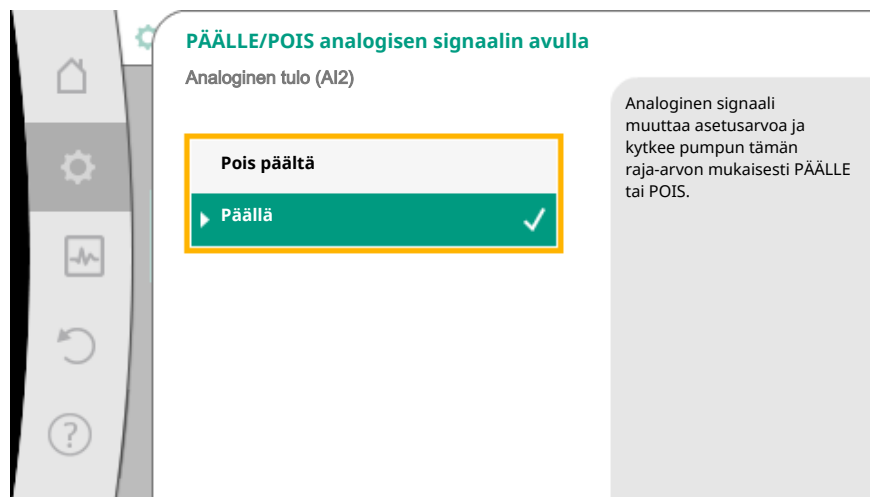 PÄÄLLE/POIS analogisen signaalin avulla
Analoginen tulo (AI2)
Pois päältä
Päällä
Analoginen signaali
muuttaa asetusarvoa ja
kytkee pumpun tämän
raja-arvon mukaisesti PÄÄLLE
tai POIS.